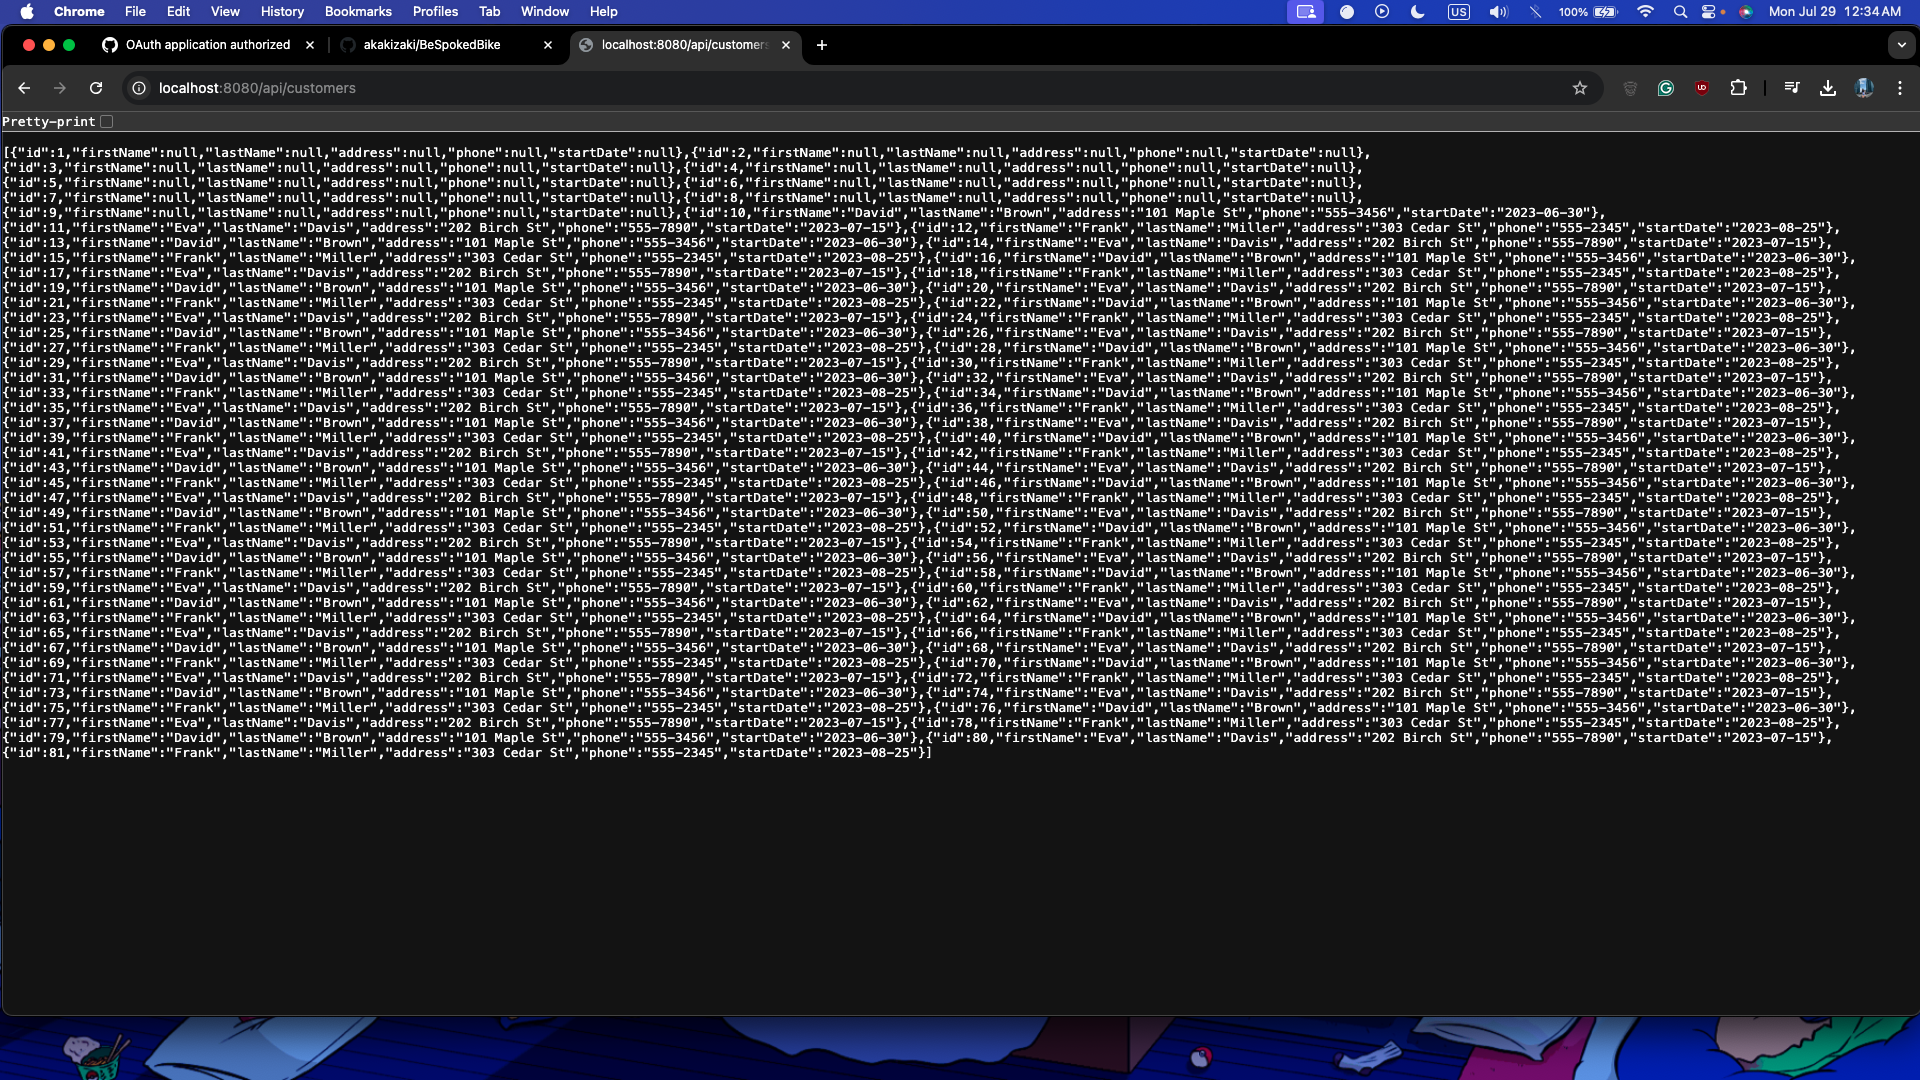 Chrome File Edit View History Bookmarks Profiles Tab Window Help US 100% Mon Jul 29 12:34 AM
OAuth application authorized akakizaki/BeSpokedBike localhost:8080/api/customers
localhost:8080/api/customers
Pretty-print
[{"id":1,"firstName":null,"lastName":null,"address":null,"phone":null,"startDate":null},{"id":2,"firstName":null,"lastName":null,"address":null,"phone":null,"startDate":null},
{"id":3,"firstName":null,"lastName":null,"address":null,"phone":null,"startDate":null},{"id":4,"firstName":null,"lastName":null,"address":null,"phone":null,"startDate":null},
{"id":5,"firstName":null,"lastName":null,"address":null,"phone":null,"startDate":null},{"id":6,"firstName":null,"lastName":null,"address":null,"phone":null,"startDate":null},
{"id":7,"firstName":null,"lastName":null,"address":null,"phone":null,"startDate":null},{"id":8,"firstName":null,"lastName":null,"address":null,"phone":null,"startDate":null},
{"id":9,"firstName":null,"lastName":null,"address":null,"phone":null,"startDate":null},{"id":10,"firstName":"David","lastName":"Brown","address":"101 Maple St","phone":"555-3456","startDate":"2023-06-30"},
{"id":11,"firstName":"Eva","lastName":"Davis","address":"202 Birch St","phone":"555-7890","startDate":"2023-07-15"},{"id":12,"firstName":"Frank","lastName":"Miller","address":"303 Cedar St","phone":"555-2345","startDate":"2023-08-25"},
{"id":13,"firstName":"David","lastName":"Brown","address":"101 Maple St","phone":"555-3456","startDate":"2023-06-30"},{"id":14,"firstName":"Eva","lastName":"Davis","address":"202 Birch St","phone":"555-7890","startDate":"2023-07-15"},
{"id":15,"firstName":"Frank","lastName":"Miller","address":"303 Cedar St","phone":"555-2345","startDate":"2023-08-25"},{"id":16,"firstName":"David","lastName":"Brown","address":"101 Maple St","phone":"555-3456","startDate":"2023-06-30"},
{"id":17,"firstName":"Eva","lastName":"Davis","address":"202 Birch St","phone":"555-7890","startDate":"2023-07-15"},{"id":18,"firstName":"Frank","lastName":"Miller","address":"303 Cedar St","phone":"555-2345","startDate":"2023-08-25"},
{"id":19,"firstName":"David","lastName":"Brown","address":"101 Maple St","phone":"555-3456","startDate":"2023-06-30"},{"id":20,"firstName":"Eva","lastName":"Davis","address":"202 Birch St","phone":"555-7890","startDate":"2023-07-15"},
{"id":21,"firstName":"Frank","lastName":"Miller","address":"303 Cedar St","phone":"555-2345","startDate":"2023-08-25"},{"id":22,"firstName":"David","lastName":"Brown","address":"101 Maple St","phone":"555-3456","startDate":"2023-06-30"},
{"id":23,"firstName":"Eva","lastName":"Davis","address":"202 Birch St","phone":"555-7890","startDate":"2023-07-15"},{"id":24,"firstName":"Frank","lastName":"Miller","address":"303 Cedar St","phone":"555-2345","startDate":"2023-08-25"},
{"id":25,"firstName":"David","lastName":"Brown","address":"101 Maple St","phone":"555-3456","startDate":"2023-06-30"},{"id":26,"firstName":"Eva","lastName":"Davis","address":"202 Birch St","phone":"555-7890","startDate":"2023-07-15"},
{"id":27,"firstName":"Frank","lastName":"Miller","address":"303 Cedar St","phone":"555-2345","startDate":"2023-08-25"},{"id":28,"firstName":"David","lastName":"Brown","address":"101 Maple St","phone":"555-3456","startDate":"2023-06-30"},
{"id":29,"firstName":"Eva","lastName":"Davis","address":"202 Birch St","phone":"555-7890","startDate":"2023-07-15"},{"id":30,"firstName":"Frank","lastName":"Miller","address":"303 Cedar St","phone":"555-2345","startDate":"2023-08-25"},
{"id":31,"firstName":"David","lastName":"Brown","address":"101 Maple St","phone":"555-3456","startDate":"2023-06-30"},{"id":32,"firstName":"Eva","lastName":"Davis","address":"202 Birch St","phone":"555-7890","startDate":"2023-07-15"},
{"id":33,"firstName":"Frank","lastName":"Miller","address":"303 Cedar St","phone":"555-2345","startDate":"2023-08-25"},{"id":34,"firstName":"David","lastName":"Brown","address":"101 Maple St","phone":"555-3456","startDate":"2023-06-30"},
{"id":35,"firstName":"Eva","lastName":"Davis","address":"202 Birch St","phone":"555-7890","startDate":"2023-07-15"},{"id":36,"firstName":"Frank","lastName":"Miller","address":"303 Cedar St","phone":"555-2345","startDate":"2023-08-25"},
{"id":37,"firstName":"David","lastName":"Brown","address":"101 Maple St","phone":"555-3456","startDate":"2023-06-30"},{"id":38,"firstName":"Eva","lastName":"Davis","address":"202 Birch St","phone":"555-7890","startDate":"2023-07-15"},
{"id":39,"firstName":"Frank","lastName":"Miller","address":"303 Cedar St","phone":"555-2345","startDate":"2023-08-25"},{"id":40,"firstName":"David","lastName":"Brown","address":"101 Maple St","phone":"555-3456","startDate":"2023-06-30"},
{"id":41,"firstName":"Eva","lastName":"Davis","address":"202 Birch St","phone":"555-7890","startDate":"2023-07-15"},{"id":42,"firstName":"Frank","lastName":"Miller","address":"303 Cedar St","phone":"555-2345","startDate":"2023-08-25"},
{"id":43,"firstName":"David","lastName":"Brown","address":"101 Maple St","phone":"555-3456","startDate":"2023-06-30"},{"id":44,"firstName":"Eva","lastName":"Davis","address":"202 Birch St","phone":"555-7890","startDate":"2023-07-15"},
{"id":45,"firstName":"Frank","lastName":"Miller","address":"303 Cedar St","phone":"555-2345","startDate":"2023-08-25"},{"id":46,"firstName":"David","lastName":"Brown","address":"101 Maple St","phone":"555-3456","startDate":"2023-06-30"},
{"id":47,"firstName":"Eva","lastName":"Davis","address":"202 Birch St","phone":"555-7890","startDate":"2023-07-15"},{"id":48,"firstName":"Frank","lastName":"Miller","address":"303 Cedar St","phone":"555-2345","startDate":"2023-08-25"},
{"id":49,"firstName":"David","lastName":"Brown","address":"101 Maple St","phone":"555-3456","startDate":"2023-06-30"},{"id":50,"firstName":"Eva","lastName":"Davis","address":"202 Birch St","phone":"555-7890","startDate":"2023-07-15"},
{"id":51,"firstName":"Frank","lastName":"Miller","address":"303 Cedar St","phone":"555-2345","startDate":"2023-08-25"},{"id":52,"firstName":"David","lastName":"Brown","address":"101 Maple St","phone":"555-3456","startDate":"2023-06-30"},
{"id":53,"firstName":"Eva","lastName":"Davis","address":"202 Birch St","phone":"555-7890","startDate":"2023-07-15"},{"id":54,"firstName":"Frank","lastName":"Miller","address":"303 Cedar St","phone":"555-2345","startDate":"2023-08-25"},
{"id":55,"firstName":"David","lastName":"Brown","address":"101 Maple St","phone":"555-3456","startDate":"2023-06-30"},{"id":56,"firstName":"Eva","lastName":"Davis","address":"202 Birch St","phone":"555-7890","startDate":"2023-07-15"},
{"id":57,"firstName":"Frank","lastName":"Miller","address":"303 Cedar St","phone":"555-2345","startDate":"2023-08-25"},{"id":58,"firstName":"David","lastName":"Brown","address":"101 Maple St","phone":"555-3456","startDate":"2023-06-30"},
{"id":59,"firstName":"Eva","lastName":"Davis","address":"202 Birch St","phone":"555-7890","startDate":"2023-07-15"},{"id":60,"firstName":"Frank","lastName":"Miller","address":"303 Cedar St","phone":"555-2345","startDate":"2023-08-25"},
{"id":61,"firstName":"David","lastName":"Brown","address":"101 Maple St","phone":"555-3456","startDate":"2023-06-30"},{"id":62,"firstName":"Eva","lastName":"Davis","address":"202 Birch St","phone":"555-7890","startDate":"2023-07-15"},
{"id":63,"firstName":"Frank","lastName":"Miller","address":"303 Cedar St","phone":"555-2345","startDate":"2023-08-25"},{"id":64,"firstName":"David","lastName":"Brown","address":"101 Maple St","phone":"555-3456","startDate":"2023-06-30"},
{"id":65,"firstName":"Eva","lastName":"Davis","address":"202 Birch St","phone":"555-7890","startDate":"2023-07-15"},{"id":66,"firstName":"Frank","lastName":"Miller","address":"303 Cedar St","phone":"555-2345","startDate":"2023-08-25"},
{"id":67,"firstName":"David","lastName":"Brown","address":"101 Maple St","phone":"555-3456","startDate":"2023-06-30"},{"id":68,"firstName":"Eva","lastName":"Davis","address":"202 Birch St","phone":"555-7890","startDate":"2023-07-15"},
{"id":69,"firstName":"Frank","lastName":"Miller","address":"303 Cedar St","phone":"555-2345","startDate":"2023-08-25"},{"id":70,"firstName":"David","lastName":"Brown","address":"101 Maple St","phone":"555-3456","startDate":"2023-06-30"},
{"id":71,"firstName":"Eva","lastName":"Davis","address":"202 Birch St","phone":"555-7890","startDate":"2023-07-15"},{"id":72,"firstName":"Frank","lastName":"Miller","address":"303 Cedar St","phone":"555-2345","startDate":"2023-08-25"},
{"id":73,"firstName":"David","lastName":"Brown","address":"101 Maple St","phone":"555-3456","startDate":"2023-06-30"},{"id":74,"firstName":"Eva","lastName":"Davis","address":"202 Birch St","phone":"555-7890","startDate":"2023-07-15"},
{"id":75,"firstName":"Frank","lastName":"Miller","address":"303 Cedar St","phone":"555-2345","startDate":"2023-08-25"},{"id":76,"firstName":"David","lastName":"Brown","address":"101 Maple St","phone":"555-3456","startDate":"2023-06-30"},
{"id":77,"firstName":"Eva","lastName":"Davis","address":"202 Birch St","phone":"555-7890","startDate":"2023-07-15"},{"id":78,"firstName":"Frank","lastName":"Miller","address":"303 Cedar St","phone":"555-2345","startDate":"2023-08-25"},
{"id":79,"firstName":"David","lastName":"Brown","address":"101 Maple St","phone":"555-3456","startDate":"2023-06-30"},{"id":80,"firstName":"Eva","lastName":"Davis","address":"202 Birch St","phone":"555-7890","startDate":"2023-07-15"},
{"id":81,"firstName":"Frank","lastName":"Miller","address":"303 Cedar St","phone":"555-2345","startDate":"2023-08-25"}]